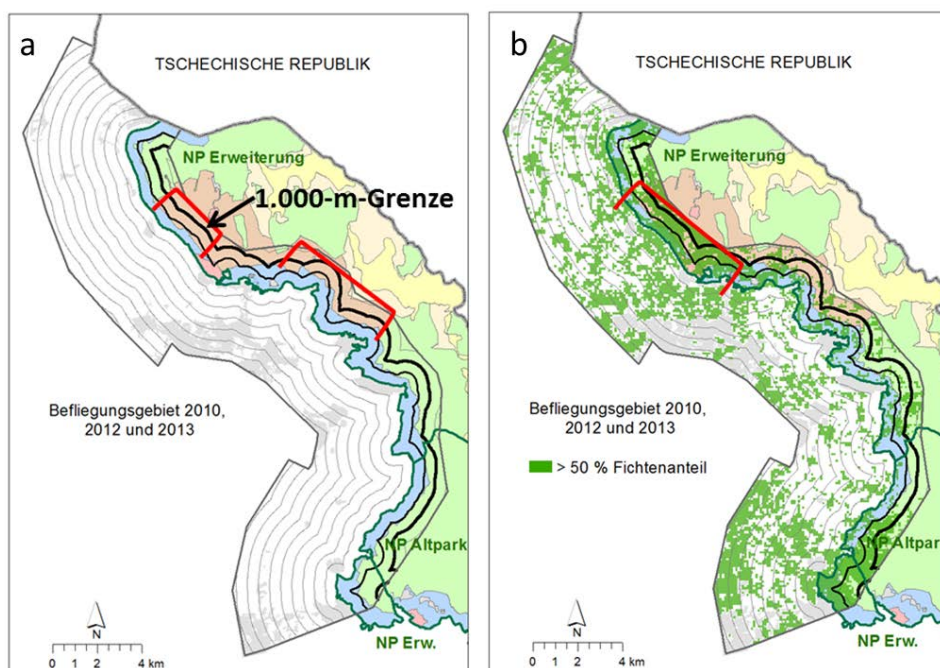 a
TSCHECHISCHE REPUBLIK
NP Erweiterung
1.000-m-Grenze
Befliegungsgebiet 2010,
2012 und 2013
NP Altpark
NP Erw.
N
0 1 2 4 km
b
TSCHECHISCHE REPUBLIK
NP Erweiterung
Befliegungsgebiet 2010,
2012 und 2013
> 50 % Fichtenanteil
NP Altpark
NP Erw.
N
0 1 2 4 km